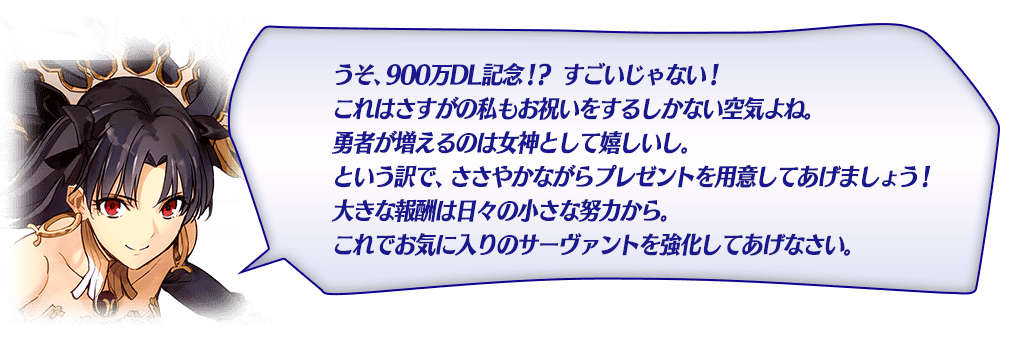 うそ、900万DL記念！？ すごいじゃない！
これはさすがの私もお祝いをするしかない空気よね。
勇者が増えるのは女神として嬉しいし。
という訳で、ささやかながらプレゼントを用意してあげましょう！
大きな報酬は日々の小さな努力から。
これでお気に入りのサーヴァントを強化してあげなさい。